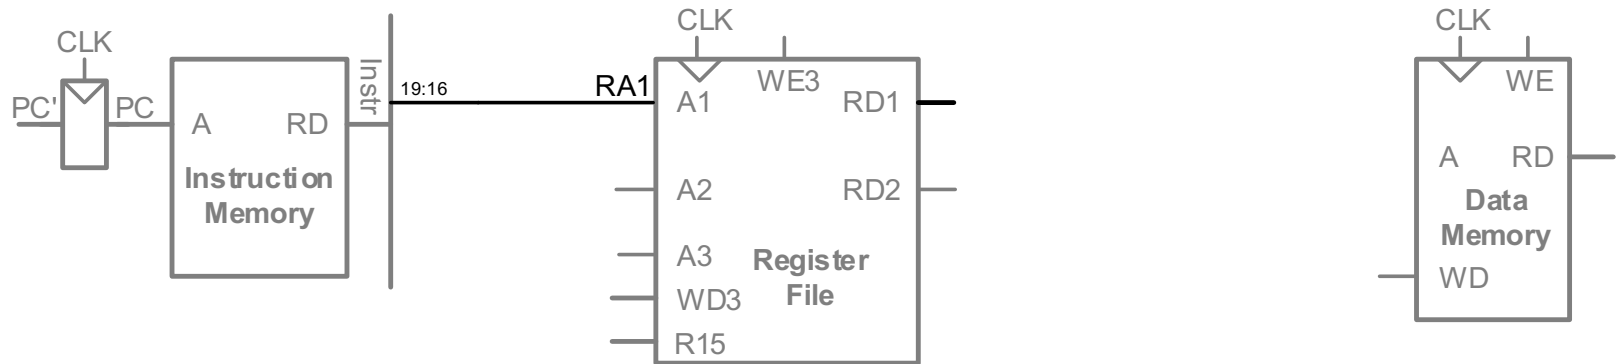 CLK
PC'
PC
A
RD
Instruction
Memory
Instr
19:16
RA1
CLK
WE3
A1
RD1
A2
RD2
A3
Register
File
WD3
R15
CLK
WE
A
RD
Data
Memory
WD